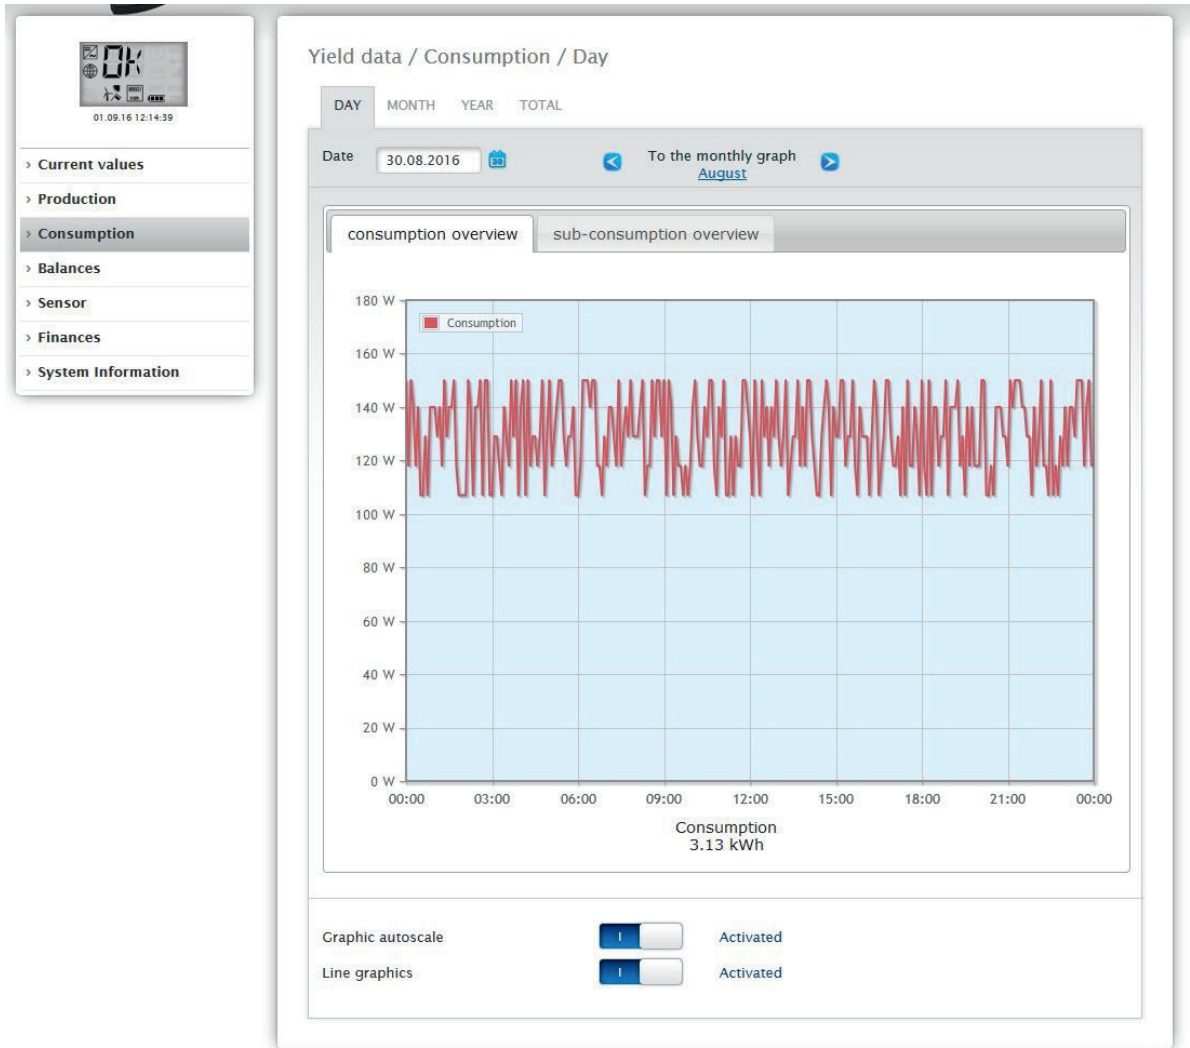 OK
01.09.16 12:14:39
› Current values
› Production
› Consumption
› Balances
› Sensor
› Finances
› System Information
Yield data / Consumption / Day
DAY MONTH YEAR TOTAL
Date 30.08.2016 30 To the monthly graph
August
consumption overview sub-consumption overview
Consumption
180 W
160 W
140 W
120 W
100 W
80 W
60 W
40 W
20 W
0 W
00:00 03:00 06:00 09:00 12:00 15:00 18:00 21:00 00:00
Consumption
3.13 kWh
Graphic autoscale I Activated
Line graphics I Activated